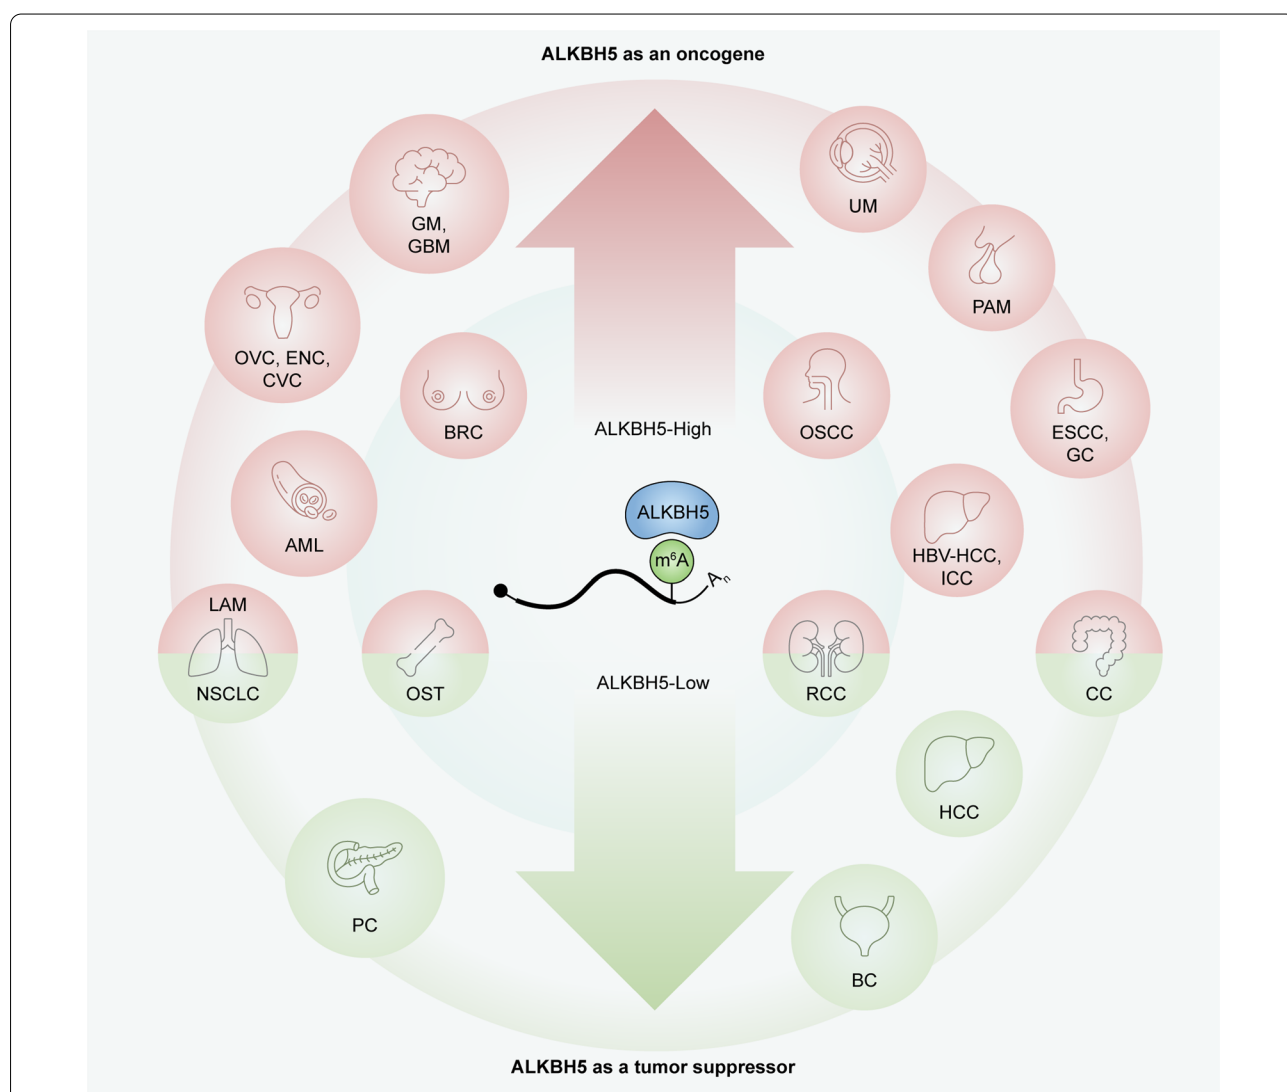 ALKBH5 as an oncogene
GM,
GBM
UM
PAM
OVC, ENC,
CVC
BRC
ALKBH5-High
OSCC
ESCC,
GC
AML
ALKBH5
m⁶A
Aₙ
HBV-HCC,
ICC
LAM
NSCLC
OST
ALKBH5-Low
RCC
CC
HCC
PC
BC
ALKBH5 as a tumor suppressor